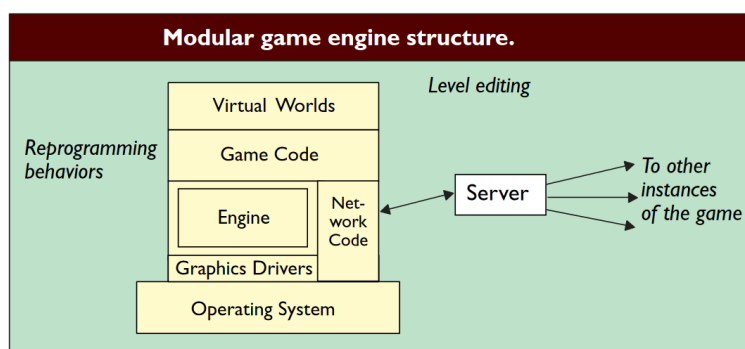 Modular game engine structure.
Level editing
Virtual Worlds
Reprogramming
behaviors
Game Code
Engine
Net-
work
Code
Graphics Drivers
Operating System
Server
To other
instances
of the game